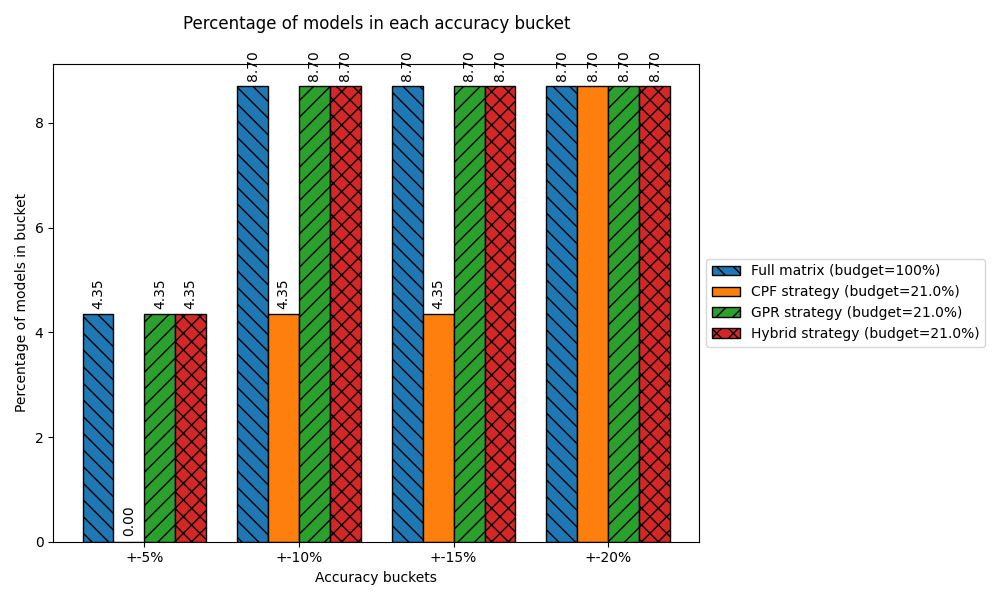 Percentage of models in each accuracy bucket
8.70 8.70 8.70 8.70 8.70 8.70 8.70 8.70 8.70 8.70
4.35 4.35 4.35 4.35 4.35
0.00
8
6
4
2
0
Percentage of models in bucket
+-5% +-10% +-15% +-20%
Accuracy buckets
Full matrix (budget=100%)
CPF strategy (budget=21.0%)
GPR strategy (budget=21.0%)
Hybrid strategy (budget=21.0%)